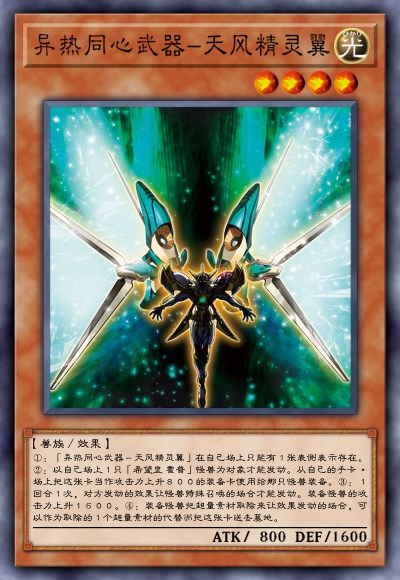 异热同心武器-天风精灵翼
光
ひかり
【兽族/效果】
①：「异热同心武器-天风精灵翼」在自己场上只能有1张表侧表示存在。
②：以自己场上1只「希望皇 霍普」怪兽为对象才能发动。从自己的手卡·
场上把这张卡当作攻击力上升800的装备卡使用给那只怪兽装备。③：1
回合1次，对方发动的效果让怪兽特殊召唤的场合才能发动。装备怪兽的攻
击力上升1600。④：装备怪兽把超量素材取除来让效果发动的场合，可
以作为取除的1个超量素材的代替而把这张卡送去墓地。
ATK/ 800 DEF/1600